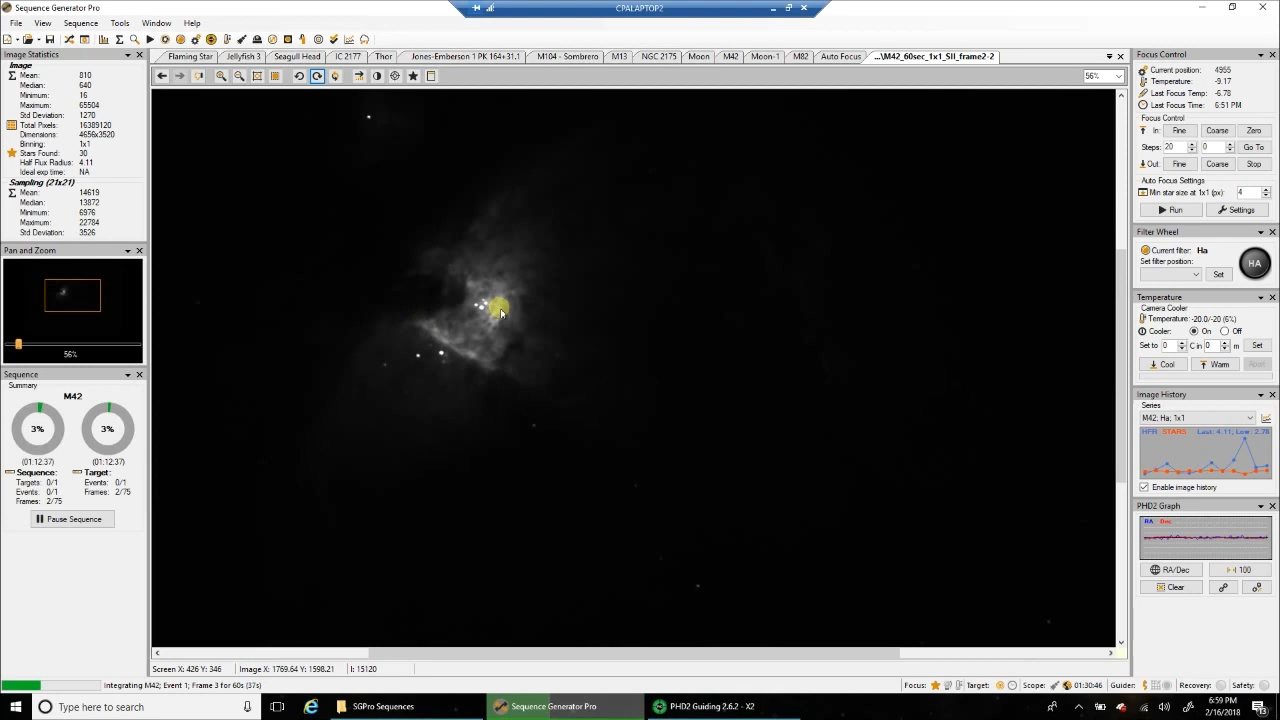 Sequence Generator Pro
CPALAPTOP2
File View Sequence Tools Window Help
Image Statistics
Image
Mean: 810
Median: 640
Minimum: 16
Maximum: 65504
Std Deviation: 1270
Total Pixels: 16389120
Dimensions: 4656x3520
Binning: 1x1
Stars Found: 30
Half Flux Radius: 4.11
Ideal exp time: NA
Sampling (21x21)
Mean: 14619
Median: 13872
Minimum: 6976
Maximum: 22784
Std Deviation: 3526
Pan and Zoom
56%
Sequence
Summary
M42
3% 3%
(01:12:37) (01:12:37)
Sequence: Target:
Targets: 0/1 Events: 0/1
Events: 0/1 Frames: 2/75
Frames: 2/75
Pause Sequence
Flaming Star Jellyfish 3 Seagull Head IC 2177 Thor Jones-Emberson 1 PK 164+31.1 M104 - Sombrero M13 NGC 2175 Moon M42 Moon-1 M82 Auto Focus ...\M42_60sec_1x1_SII_frame2-2
56%
Screen X: 426 Y: 346 Image X: 1769.64 Y: 1598.21 I: 15120
Focus Control
Current position: 4955
Temperature: -9.17
Last Focus Temp: -6.78
Last Focus Time: 6:51 PM
Focus Control
In: Fine Coarse Zero
Steps: 20 0 Go To
Out: Fine Coarse Stop
Auto Focus Settings
Min star size at 1x1 (px): 4
Run Settings
Filter Wheel
Current filter: Ha
Set filter position:
Set
HA
Temperature
Camera Cooler
Temperature: -20.0/-20 (6%)
Cooler: On Off
Set to 0 C in 0 m Set
Cool Warm Abort
Image History
Series
M42: Ha: 1x1
HFR STARS Last: 4.11; Low: 2.76
Enable image history
PHD2 Graph
RA Dec
RA/Dec 100
Clear
Integrating M42; Event 1; Frame 3 for 60s (37s)
Focus: Target: Scope: 01:30:46 Guider: Recovery: Safety:
Type here to search
SGPro Sequences
Sequence Generator Pro
PHD2 Guiding 2.6.2 - X2
6:59 PM
2/16/2018